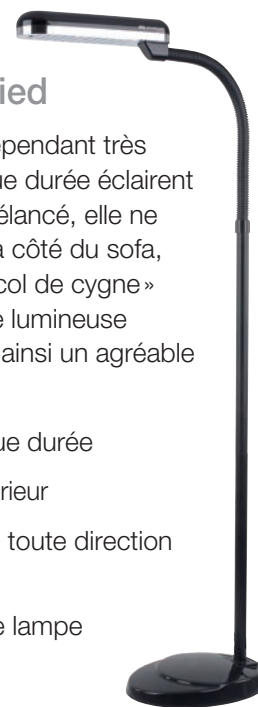 ied
ependant très
ue durée éclairent
élancé, elle ne
à côté du sofa,
col de cygne »
e lumineuse
ainsi un agréable
ue durée
rieur
toute direction
e lampe